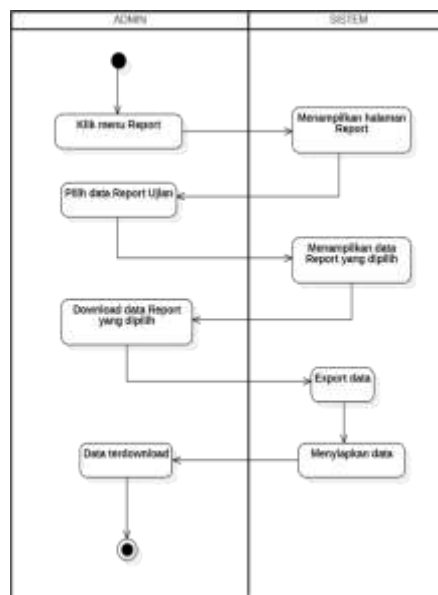 ADMIN
SISTEM
Klik menu Report
Menampilkan halaman
Report
Pilih data Report Ujian
Menampilkan data
Report yang dipilih
Download data Report
yang dipilih
Export data
Data terdownload
Menyiapkan data